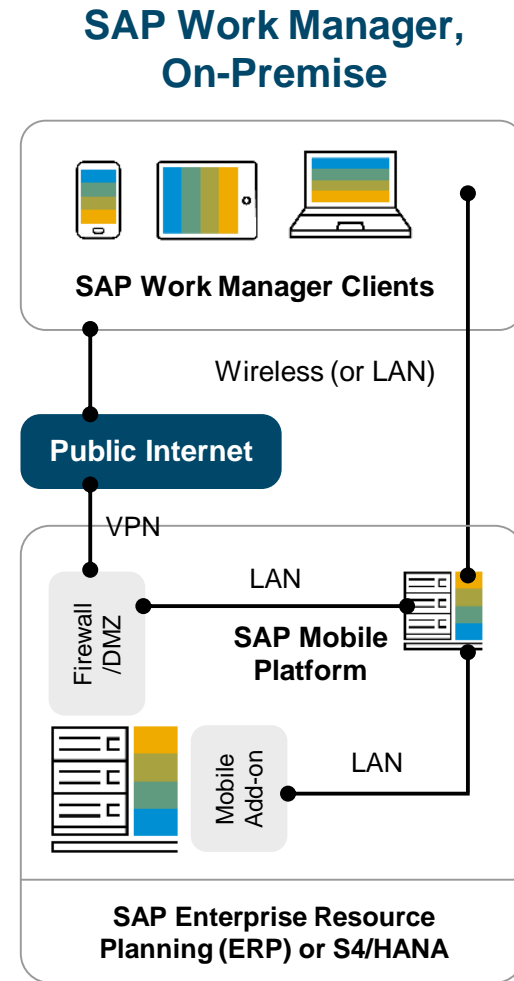 SAP Work Manager,
On-Premise
SAP Work Manager Clients
Wireless (or LAN)
Public Internet
VPN
LAN
Firewall
/DMZ
SAP Mobile
Platform
LAN
Mobile
Add-on
SAP Enterprise Resource
Planning (ERP) or S4/HANA